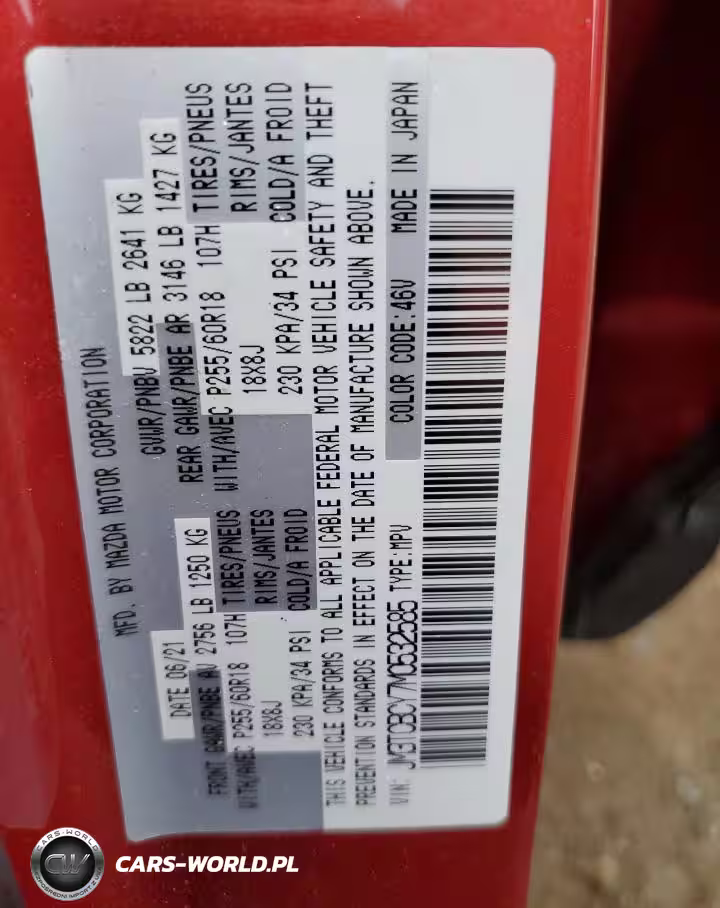 MFD. BY MAZDA MOTOR CORPORATION
DATE 06/21 GVWR/PNBV 5822 LB 2641 KG
FRONT GAWR/PNBE AV 2756 LB 1250 KG REAR GAWR/PNBE AR 3146 LB 1427 KG
WITH/AVEC P255/60R18 107H TIRES/PNEUS WITH/AVEC P255/60R18 107H TIRES/PNEUS
18X8J RIMS/JANTES 18X8J RIMS/JANTES
230 KPA/34 PSI COLD/A FROID 230 KPA/34 PSI COLD/A FROID
THIS VEHICLE CONFORMS TO ALL APPLICABLE FEDERAL MOTOR VEHICLE SAFETY AND THEFT
PREVENTION STANDARDS IN EFFECT ON THE DATE OF MANUFACTURE SHOWN ABOVE.
VIN: JM3TCBCY7M0532585 TYPE:MPV COLOR CODE:46V MADE IN JAPAN
CARS-WORLD
CW
CARS-WORLD.PL